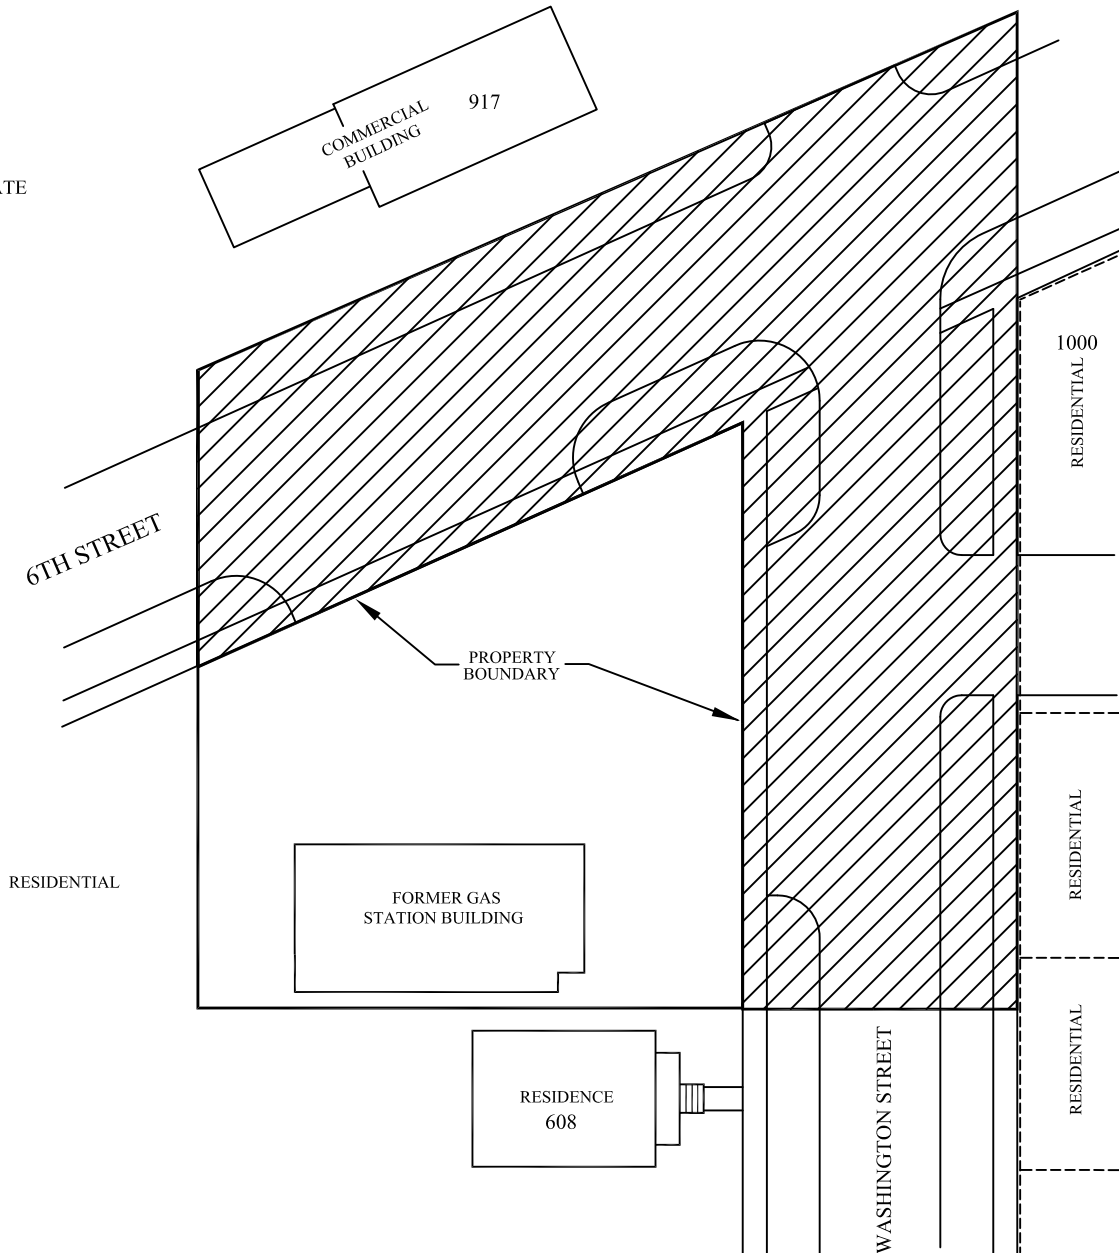 917
COMMERCIAL
BUILDING
ATE
1000
RESIDENTIAL
6TH STREET
PROPERTY
BOUNDARY
RESIDENTIAL
RESIDENTIAL
FORMER GAS
STATION BUILDING
RESIDENTIAL
WASHINGTON STREET
RESIDENCE
608